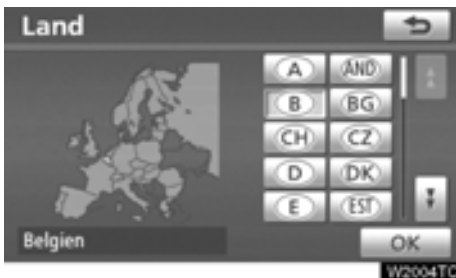 Land
A AND
B BG
CH CZ
D DK
E EST
Belgien OK
W2004TC